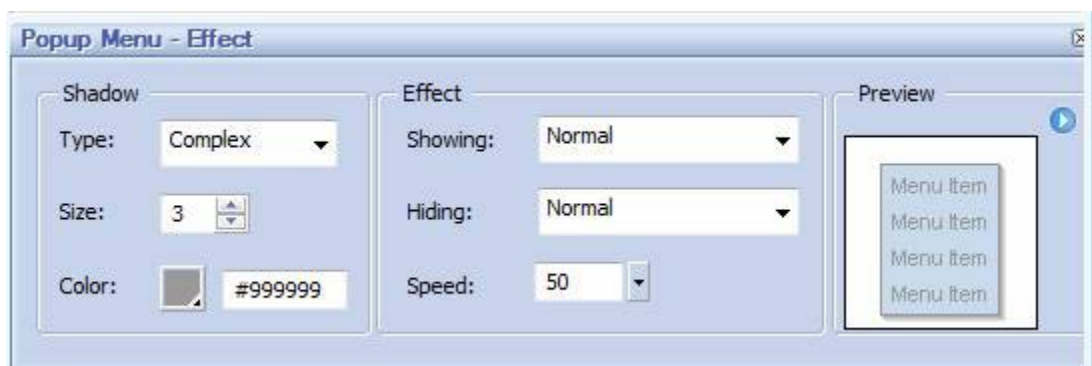 Popup Menu - Effect
Shadow
Type: Complex
Size: 3
Color: #999999
Effect
Showing: Normal
Hiding: Normal
Speed: 50
Preview
Menu Item
Menu Item
Menu Item
Menu Item